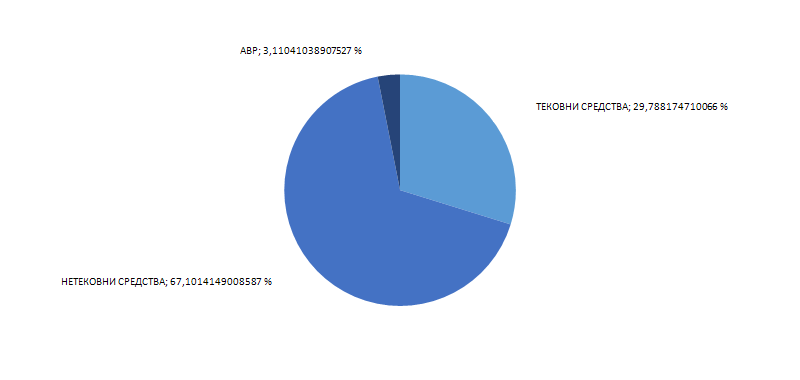 АВР; 3,11041038907527 %
ТЕКОВНИ СРЕДСТВА; 29,788174710066 %
НЕТЕКОВНИ СРЕДСТВА; 67,1014149008587 %